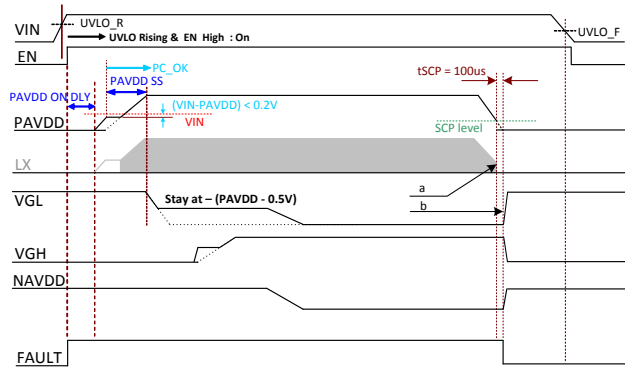 UVLO_R
VIN
UVLO_F
UVLO Rising & EN High : On
EN
PC_OK
tSCP = 100us
PAVDD SS
PAVDD ON DLY
(VIN-PAVDD) < 0.2V
PAVDD
VIN
SCP level
LX
a
VGL
Stay at – (PAVDD - 0.5V)
b
VGH
NAVDD
FAULT